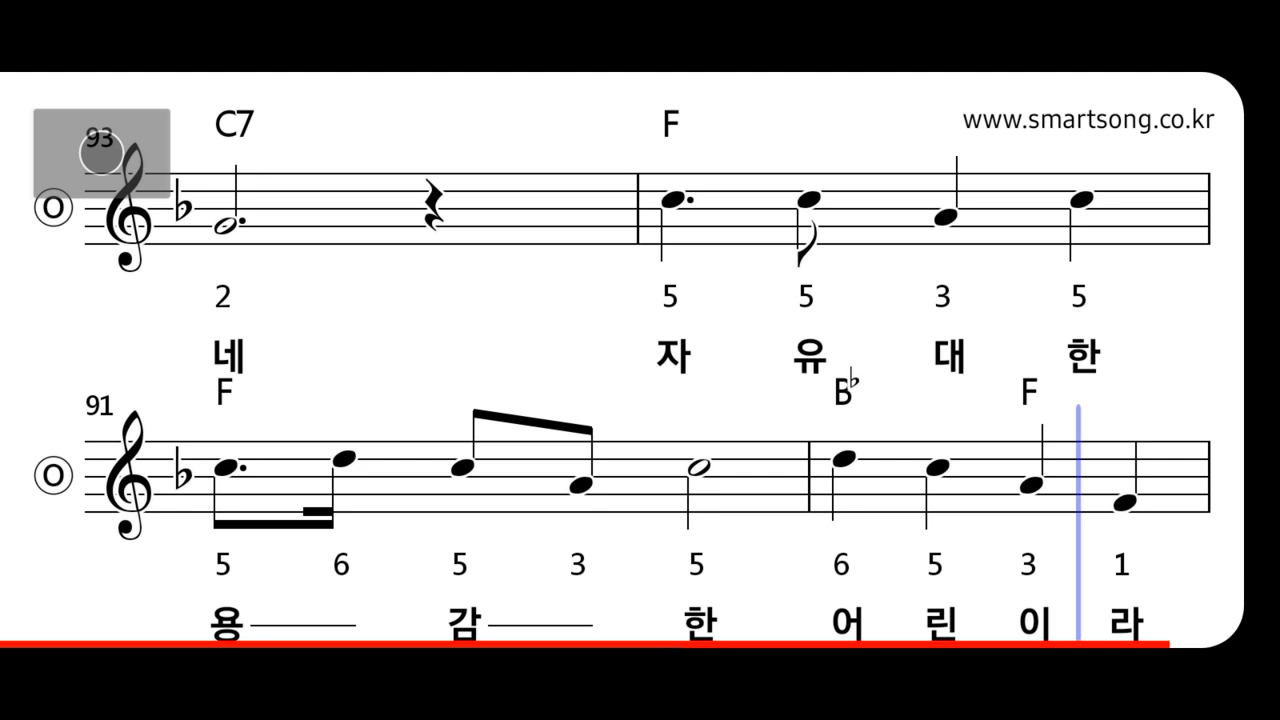 93 C7 F www.smartsong.co.kr
O
2 5 5 3 5
네 자 유 대 한
91 F B♭ F
O
5 6 5 3 5 6 5 3 1
용 감 한 어 린 이 라